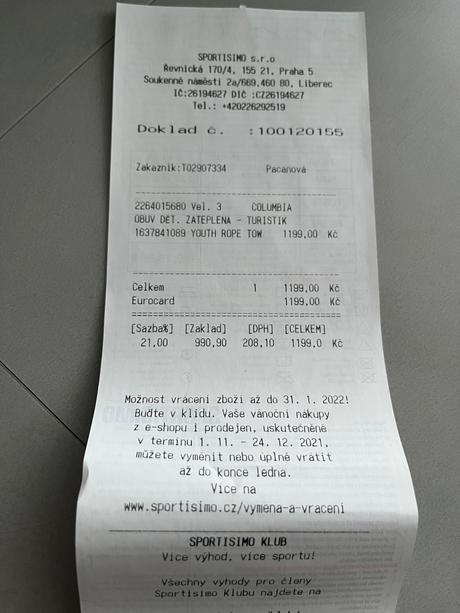 SPORTISIMO s.r.o
Řevnická 170/4, 155 21, Praha 5
Soukenné náměstí 2a/669,460 80, Liberec
IČ:26194627 DIČ :CZ26194627
Tel.: +420226292519
Doklad č. :100120155
Zákazník:T02907334 Pacanová
2264015680 Vel. 3 COLUMBIA
OBUV DĚT. ZATEPLENÁ - TURISTIK
1637841089 YOUTH ROPE TOW 1199,00 Kč
Celkem 1 1199,00 Kč
Eurocard 1199,00 Kč
[Sazba%] [Základ] [DPH] [CELKEM]
21,00 990,90 208,10 1199,0 Kč
Možnost vrácení zboží až do 31. 1. 2022!
Buďte v klidu. Vaše vánoční nákupy
z e-shopu i prodejen, uskutečněné
v termínu 1. 11. - 24. 12. 2021,
můžete vyměnit nebo úplně vrátit
až do konce ledna.
Více na
www.sportisimo.cz/vymena-a-vraceni
SPORTISIMO KLUB
Více výhod, více sportu!
Všechny výhody pro členy
Sportisimo Klubu najdete na